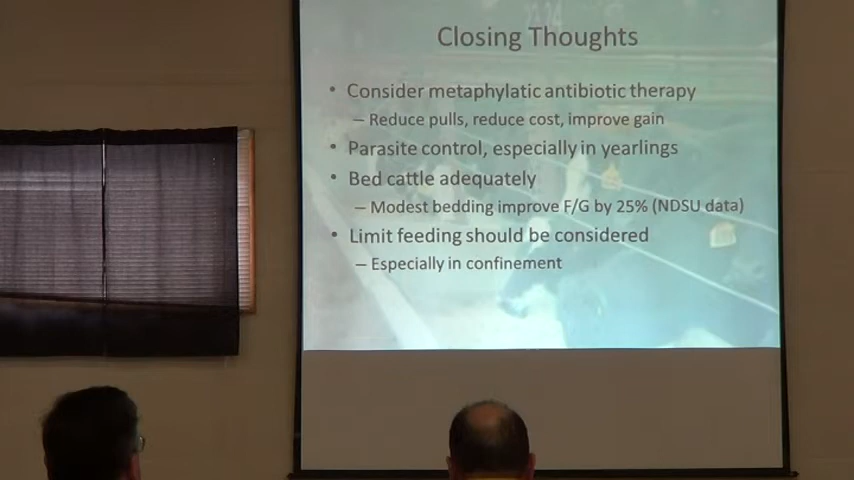 Closing Thoughts
• Consider metaphylatic antibiotic therapy
– Reduce pulls, reduce cost, improve gain
• Parasite control, especially in yearlings
• Bed cattle adequately
– Modest bedding improve F/G by 25% (NDSU data)
• Limit feeding should be considered
– Especially in confinement